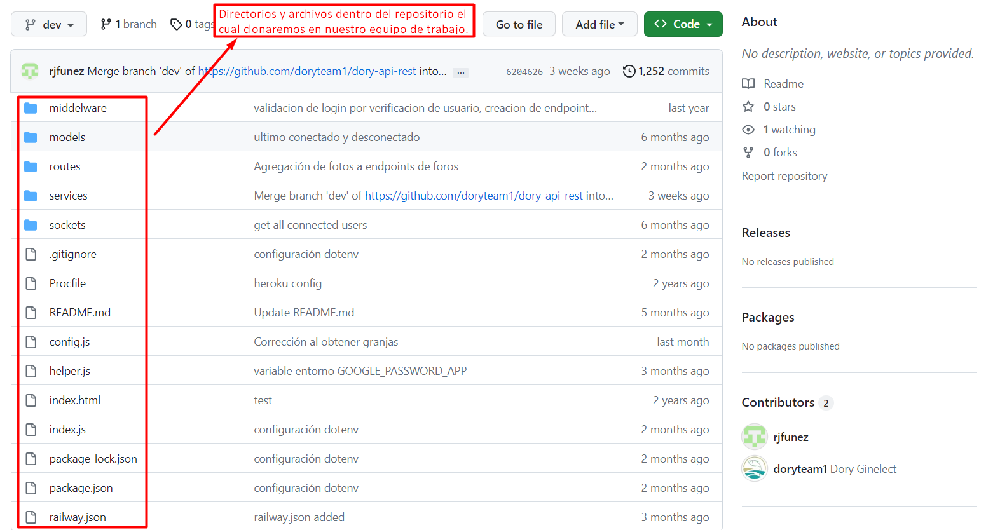 dev
1 branch
0 tags
Directorios y archivos dentro del repositorio el
cual clonaremos en nuestro equipo de trabajo.
Go to file
Add file
Code
rjfunez Merge branch 'dev' of https://github.com/doryteam1/dory-api-rest into... ... 6204626 3 weeks ago 1,252 commits
middelware validacion de login por verificacion de usuario, creacion de endpoint... last year
models ultimo conectado y desconectado 6 months ago
routes Agregación de fotos a endpoints de foros 2 months ago
services Merge branch 'dev' of https://github.com/doryteam1/dory-api-rest into... 3 weeks ago
sockets get all connected users 6 months ago
.gitignore configuración dotenv 2 months ago
Procfile heroku config 2 years ago
README.md Update README.md 5 months ago
config.js Corrección al obtener granjas last month
helper.js variable entorno GOOGLE_PASSWORD_APP 3 months ago
index.html test 2 years ago
index.js configuración dotenv 2 months ago
package-lock.json configuración dotenv 2 months ago
package.json configuración dotenv 2 months ago
railway.json railway.json added 3 months ago
About
No description, website, or topics provided.
Readme
0 stars
1 watching
0 forks
Report repository
Releases
No releases published
Packages
No packages published
Contributors 2
rjfunez
doryteam1 Dory Ginelect